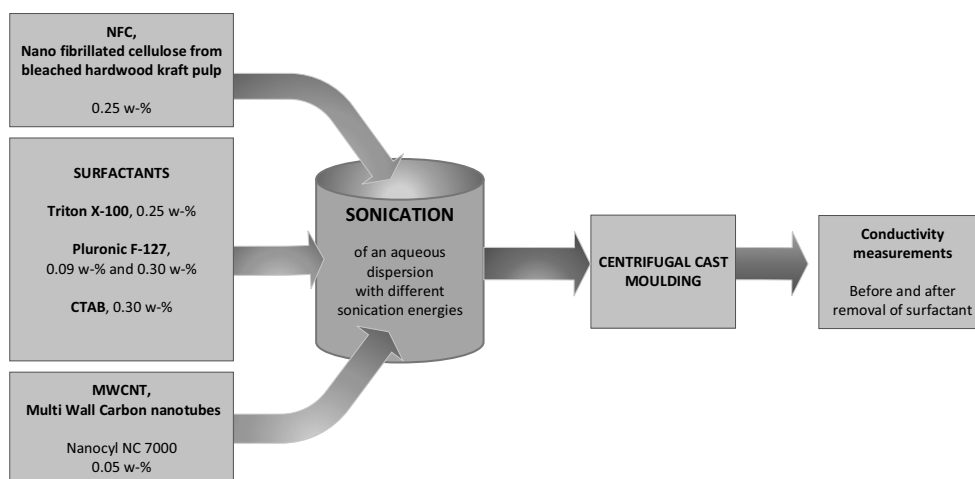 NFC,
Nano fibrillated cellulose from
bleached hardwood kraft pulp
0.25 w-%
SURFACTANTS
Triton X-100, 0.25 w-%
Pluronic F-127,
0.09 w-% and 0.30 w-%
CTAB, 0.30 w-%
MWCNT,
Multi Wall Carbon nanotubes
Nanocyl NC 7000
0.05 w-%
SONICATION
of an aqueous
dispersion
with different
sonication energies
CENTRIFUGAL CAST
MOULDING
Conductivity
measurements
Before and after
removal of surfactant